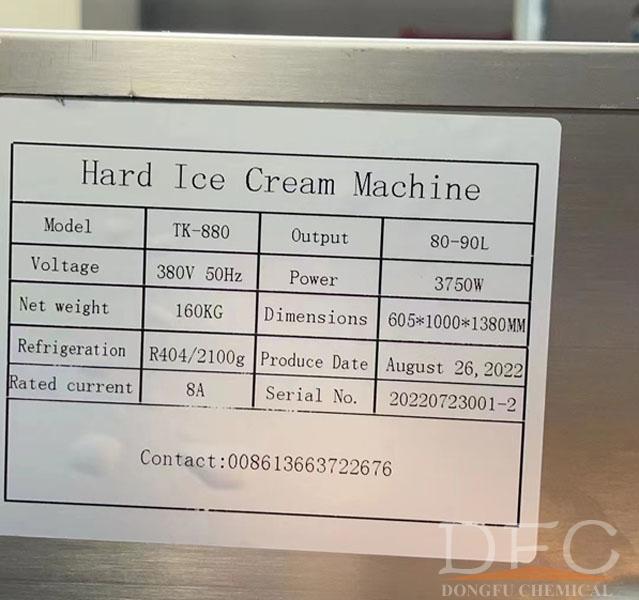 Hard Ice Cream Machine
Model TK-880 Output 80-90L
Voltage 380V 50Hz Power 3750W
Net weight 160KG Dimensions 605*1000*1380MM
Refrigeration R404/2100g Produce Date August 26,2022
Rated current 8A Serial No. 20220723001-2
Contact:008613663722676
DFC
DONGFU CHEMICAL